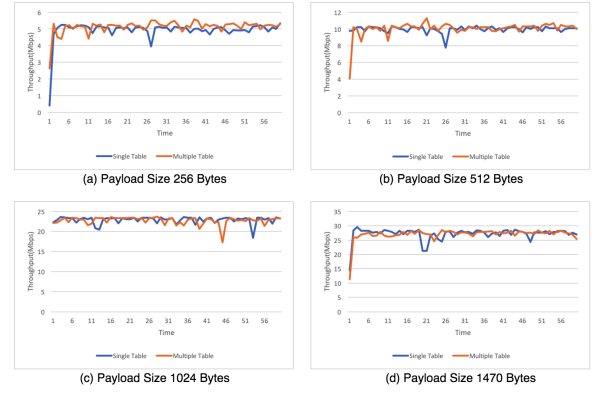 6
5
4
3
2
1
0
Throughput(Mbps)
1 6 11 16 21 26 31 36 41 46 51 56
Time
Single Table Multiple Table
(a) Payload Size 256 Bytes
12
10
8
6
4
2
0
Throughput(Mbps)
1 6 11 16 21 26 31 36 41 46 51 56
Time
Single Table Multiple Table
(b) Payload Size 512 Bytes
25
20
15
10
5
0
Throughput(Mbps)
1 6 11 16 21 26 31 36 41 46 51 56
Time
Single Table Multiple Table
(c) Payload Size 1024 Bytes
35
30
25
20
15
10
5
0
Throughput(Mbps)
1 6 11 16 21 26 31 36 41 46 51 56
Time
Single Table Multiple Table
(d) Payload Size 1470 Bytes